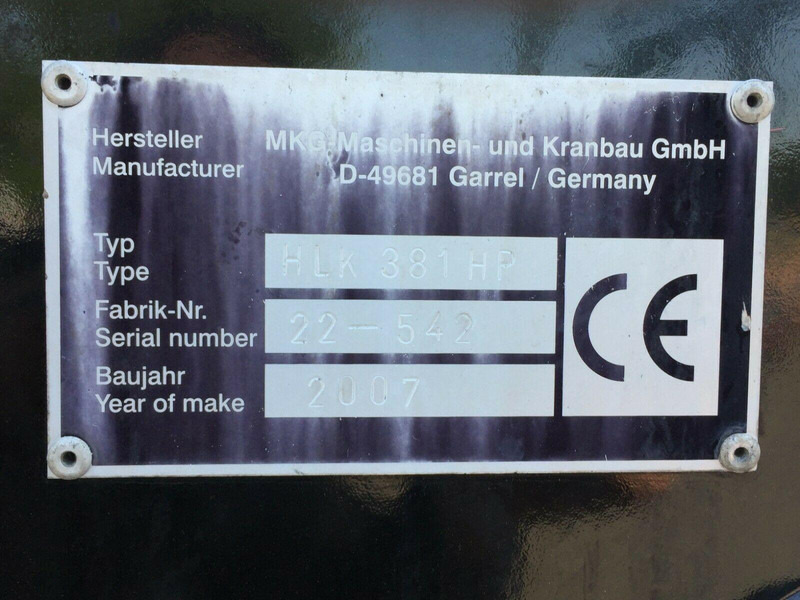 Hersteller
Manufacturer
MKG-Maschinen- und Kranbau GmbH
D-49681 Garrel / Germany
Typ
Type
HLK 381 HP
Fabrik-Nr.
Serial number
22-542
Baujahr
Year of make
2007
CE